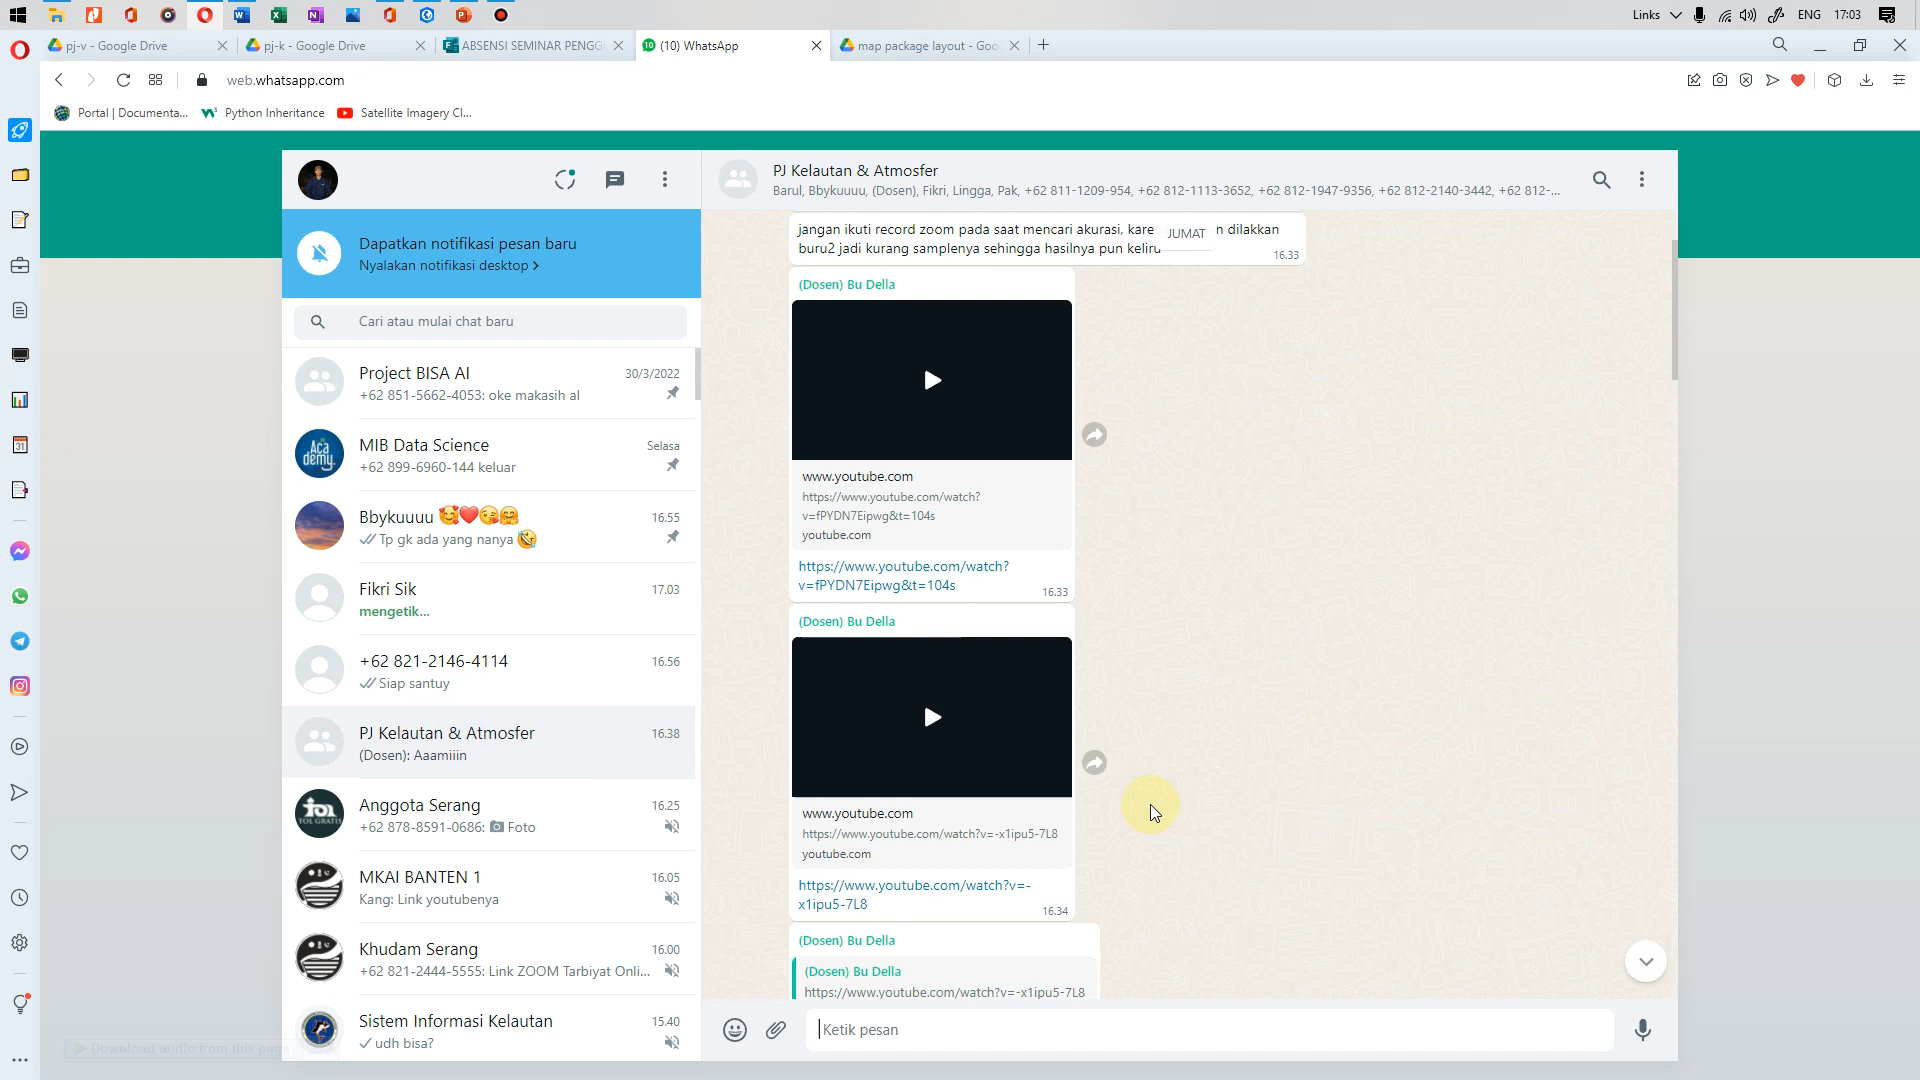 Links
ENG
17:03
pj-v - Google Drive
pj-k - Google Drive
ABSENSI SEMINAR PENGG
(10) WhatsApp
map package layout - Goo
web.whatsapp.com
Portal | Documenta...
Python Inheritance
Satellite Imagery Cl...
Dapatkan notifikasi pesan baru
Nyalakan notifikasi desktop >
Cari atau mulai chat baru
Project BISA AI
30/3/2022
+62 851-5662-4053: oke makasih al
MIB Data Science
Selasa
+62 899-6960-144 keluar
Bbykuuuu 🥰❤️😘🤗
16.55
Tp gk ada yang nanya 🤣
Fikri Sik
17.03
mengetik...
+62 821-2146-4114
16.56
Siap santuy
PJ Kelautan & Atmosfer
16.38
(Dosen): Aaamiiin
Anggota Serang
16.25
+62 878-8591-0686: Foto
TOL GRATIS
MKAI BANTEN 1
16.05
Kang: Link youtubenya
Khudam Serang
16.00
+62 821-2444-5555: Link ZOOM Tarbiyat Onli...
Sistem Informasi Kelautan
15.40
udh bisa?
Download audio from this page
PJ Kelautan & Atmosfer
Barul, Bbykuuuu, (Dosen), Fikri, Lingga, Pak, +62 811-1209-954, +62 812-1113-3652, +62 812-1947-9356, +62 812-2140-3442, +62 812-...
jangan ikuti record zoom pada saat mencari akurasi, kare
JUMAT
n dilakkan
buru2 jadi kurang samplenya sehingga hasilnya pun keliru
16.33
(Dosen) Bu Della
www.youtube.com
https://www.youtube.com/watch?
v=fPYDN7Eipwg&t=104s
youtube.com
https://www.youtube.com/watch?
v=fPYDN7Eipwg&t=104s
16.33
(Dosen) Bu Della
www.youtube.com
https://www.youtube.com/watch?v=-x1ipu5-7L8
youtube.com
https://www.youtube.com/watch?v=-
x1ipu5-7L8
16.34
(Dosen) Bu Della
(Dosen) Bu Della
https://www.youtube.com/watch?v=-x1ipu5-7L8
Ketik pesan
Aca
demy.
31